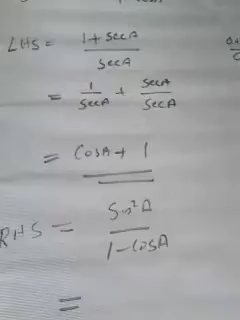 LHS = 1 + secA / secA
= 1/secA + secA/secA
= CosA + 1
RHS = Sin²A / 1 - CosA
=